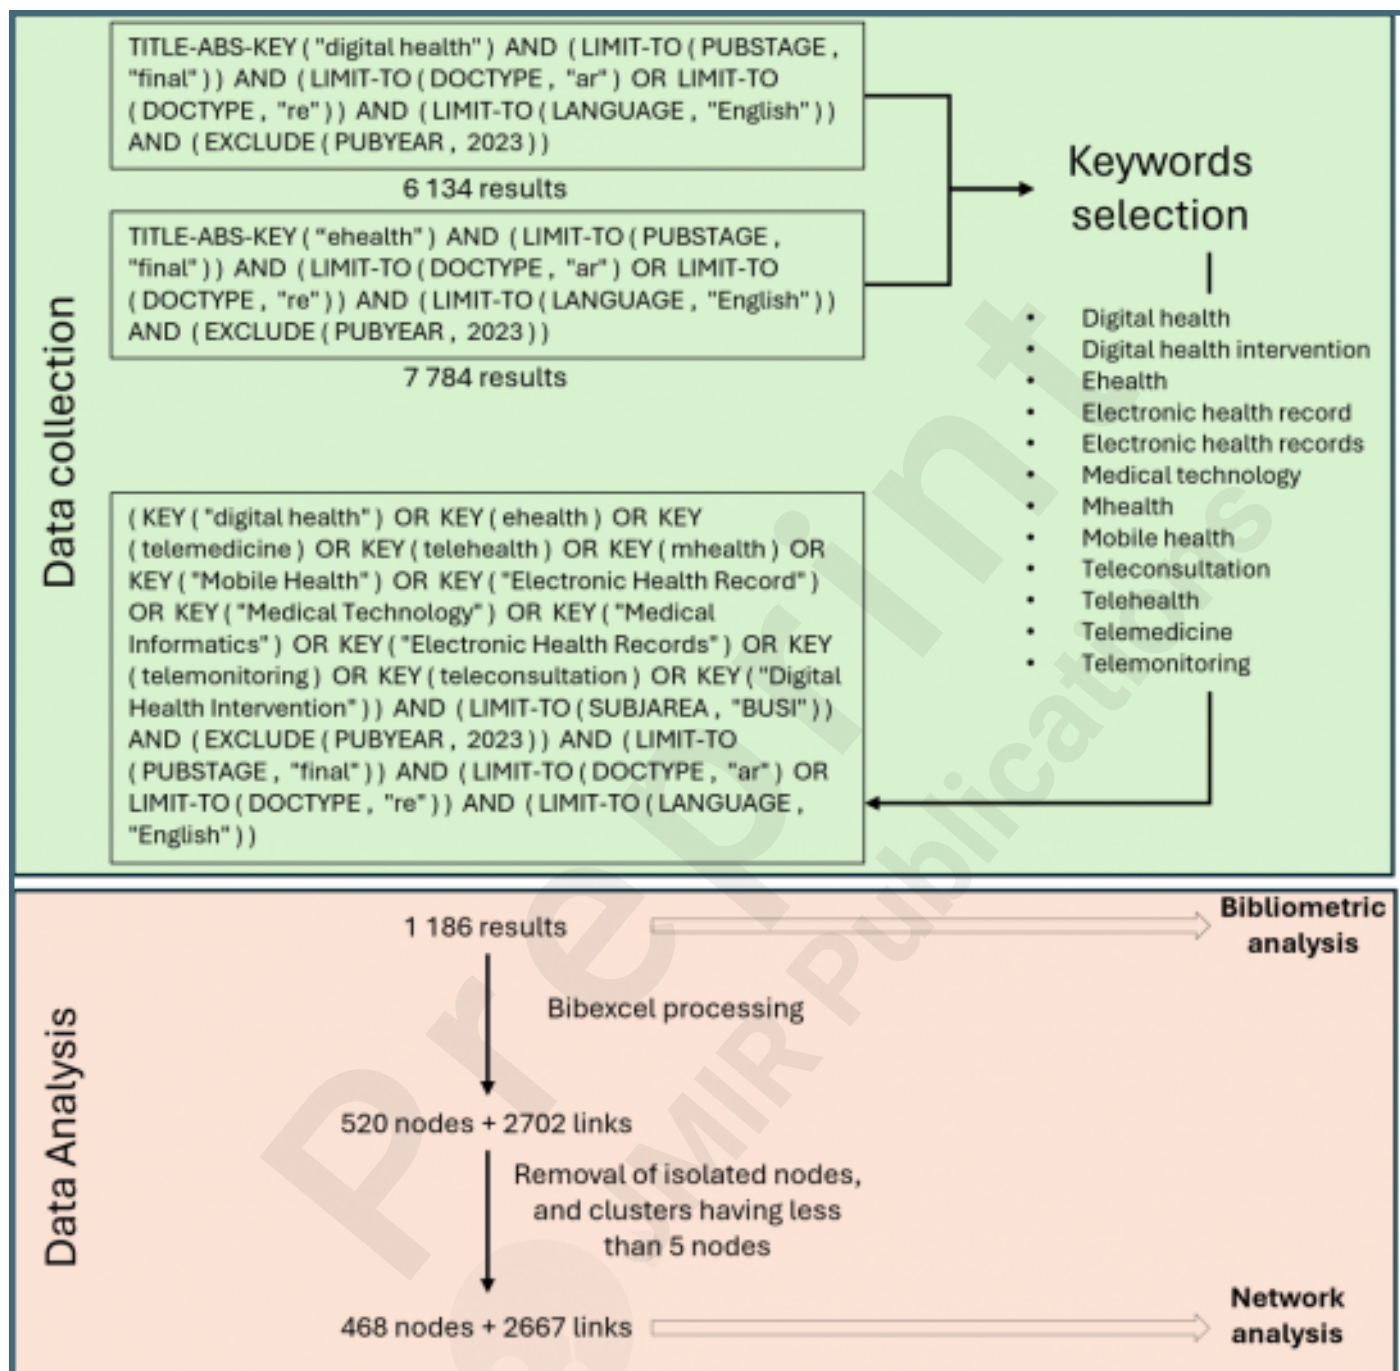 Data collection
TITLE-ABS-KEY ( "digital health" ) AND ( LIMIT-TO ( PUBSTAGE ,
"final" ) ) AND ( LIMIT-TO ( DOCTYPE , "ar" ) OR LIMIT-TO
( DOCTYPE , "re" ) ) AND ( LIMIT-TO ( LANGUAGE , "English" ) )
AND ( EXCLUDE ( PUBYEAR , 2023 ) )
6 134 results
TITLE-ABS-KEY ( "ehealth" ) AND ( LIMIT-TO ( PUBSTAGE ,
"final" ) ) AND ( LIMIT-TO ( DOCTYPE , "ar" ) OR LIMIT-TO
( DOCTYPE , "re" ) ) AND ( LIMIT-TO ( LANGUAGE , "English" ) )
AND ( EXCLUDE ( PUBYEAR , 2023 ) )
7 784 results
Keywords
selection
• Digital health
• Digital health intervention
• Ehealth
• Electronic health record
• Electronic health records
• Medical technology
• Mhealth
• Mobile health
• Teleconsultation
• Telehealth
• Telemedicine
• Telemonitoring
( KEY ( "digital health" ) OR KEY ( ehealth ) OR KEY
( telemedicine ) OR KEY ( telehealth ) OR KEY ( mhealth ) OR
KEY ( "Mobile Health" ) OR KEY ( "Electronic Health Record" )
OR KEY ( "Medical Technology" ) OR KEY ( "Medical
Informatics" ) OR KEY ( "Electronic Health Records" ) OR KEY
( telemonitoring ) OR KEY ( teleconsultation ) OR KEY ( "Digital
Health Intervention" ) ) AND ( LIMIT-TO ( SUBJAREA , "BUSI" ) )
AND ( EXCLUDE ( PUBYEAR , 2023 ) ) AND ( LIMIT-TO
( PUBSTAGE , "final" ) ) AND ( LIMIT-TO ( DOCTYPE , "ar" ) OR
LIMIT-TO ( DOCTYPE , "re" ) ) AND ( LIMIT-TO ( LANGUAGE ,
"English" ) )
Data Analysis
1 186 results
Bibliometric
analysis
Bibexcel processing
520 nodes + 2702 links
Removal of isolated nodes,
and clusters having less
than 5 nodes
468 nodes + 2667 links
Network
analysis
Preprint
JMIR Publications